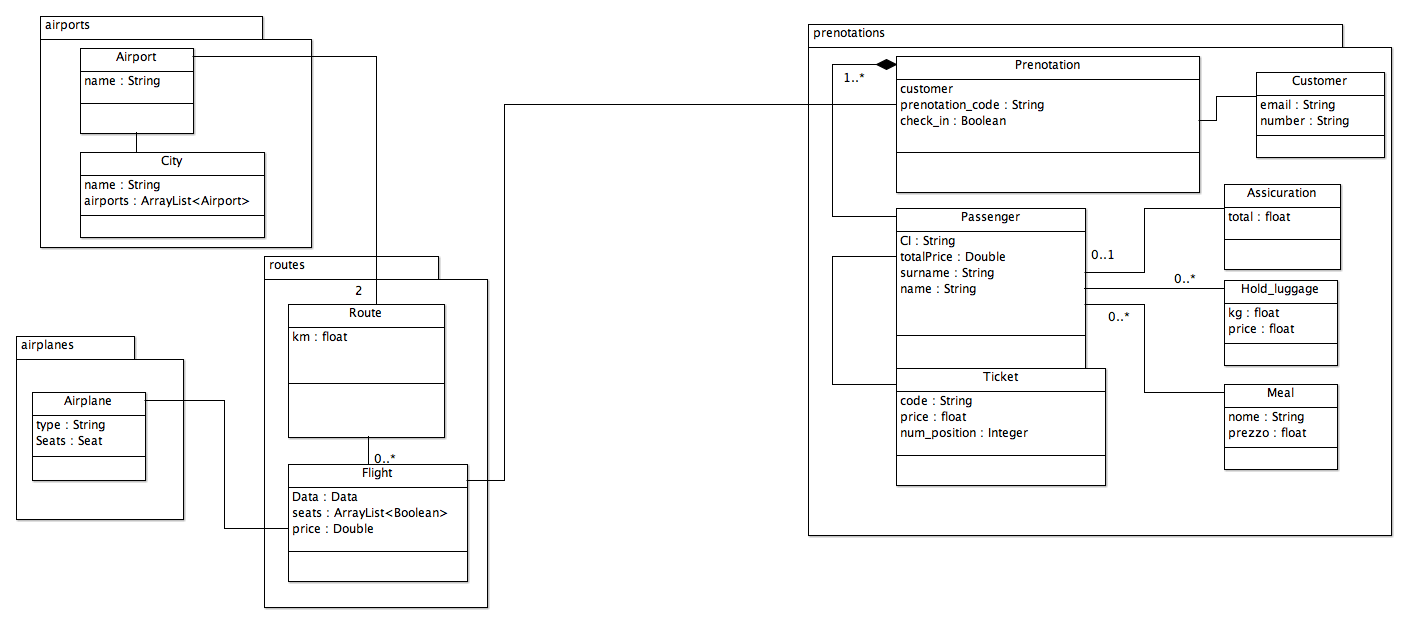 airports
Airport
name : String
City
name : String
airports : ArrayList<Airport>
routes
2
Route
km : float
0..*
Flight
Data : Data
seats : ArrayList<Boolean>
price : Double
airplanes
Airplane
type : String
Seats : Seat
prenotations
1..*
Prenotation
customer
prenotation_code : String
check_in : Boolean
Customer
email : String
number : String
Passenger
CI : String
totalPrice : Double
surname : String
name : String
0..1
Assicuration
total : float
0..*
Hold_luggage
kg : float
price : float
0..*
Meal
nome : String
prezzo : float
Ticket
code : String
price : float
num_position : Integer